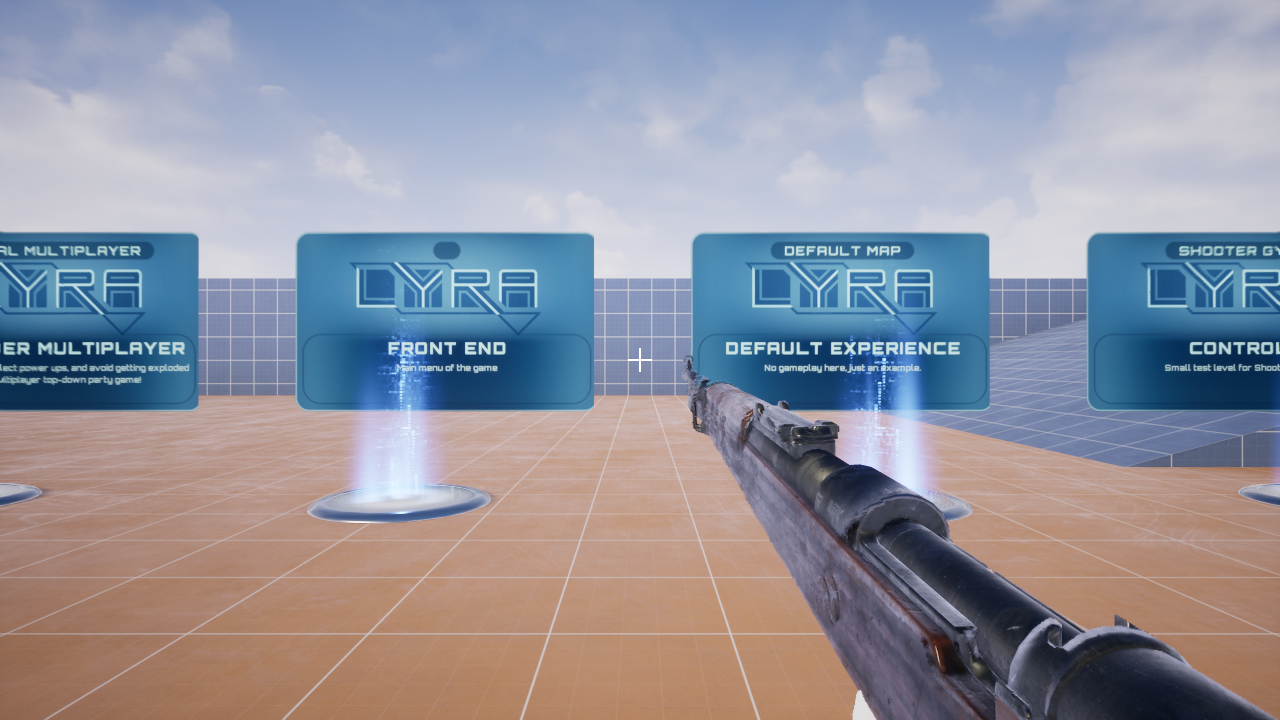 AL MULTIPLAYER
LYRA
ER MULTIPLAYER
lect power ups, and avoid getting exploded
ultiplayer top-down party game!
LYRA
FRONT END
Main menu of the game
DEFAULT MAP
LYRA
DEFAULT EXPERIENCE
No gameplay here, just an example.
SHOOTER GY
LYR
CONTROL
Small test level for Shoot